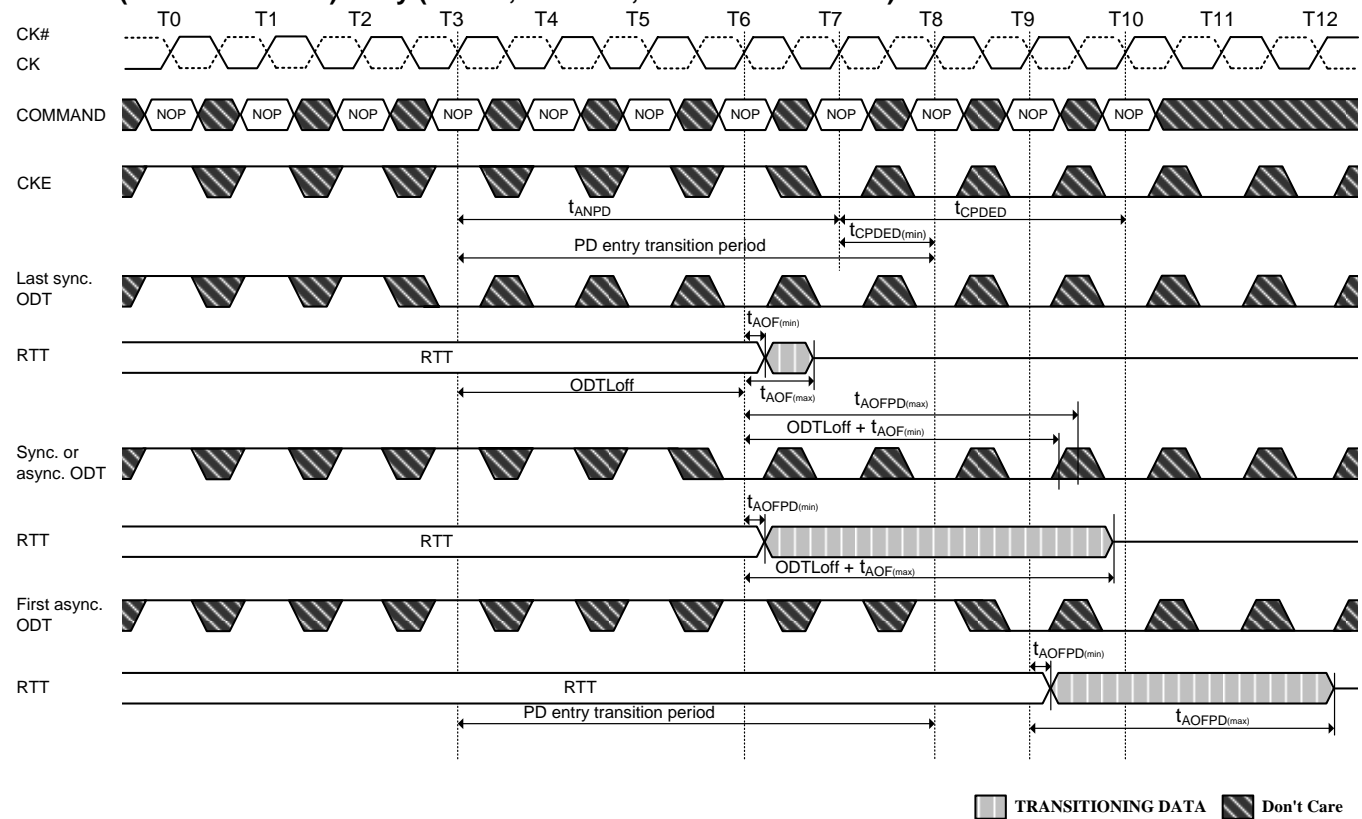 T0 T1 T2 T3 T4 T5 T6 T7 T8 T9 T10 T11 T12
CK#
CK
COMMAND NOP NOP NOP NOP NOP NOP NOP NOP NOP NOP NOP
CKE
tANPD tCPDED
tCPDED(min)
PD entry transition period
Last sync.
ODT
tAOF(min)
RTT RTT
ODTLoff
tAOF(max)
tAOFPD(max)
ODTLoff + tAOF(min)
Sync. or
async. ODT
tAOFPD(min)
RTT RTT
ODTLoff + tAOF(max)
First async.
ODT
tAOFPD(min)
RTT RTT
PD entry transition period
tAOFPD(max)
TRANSITIONING DATA Don't Care